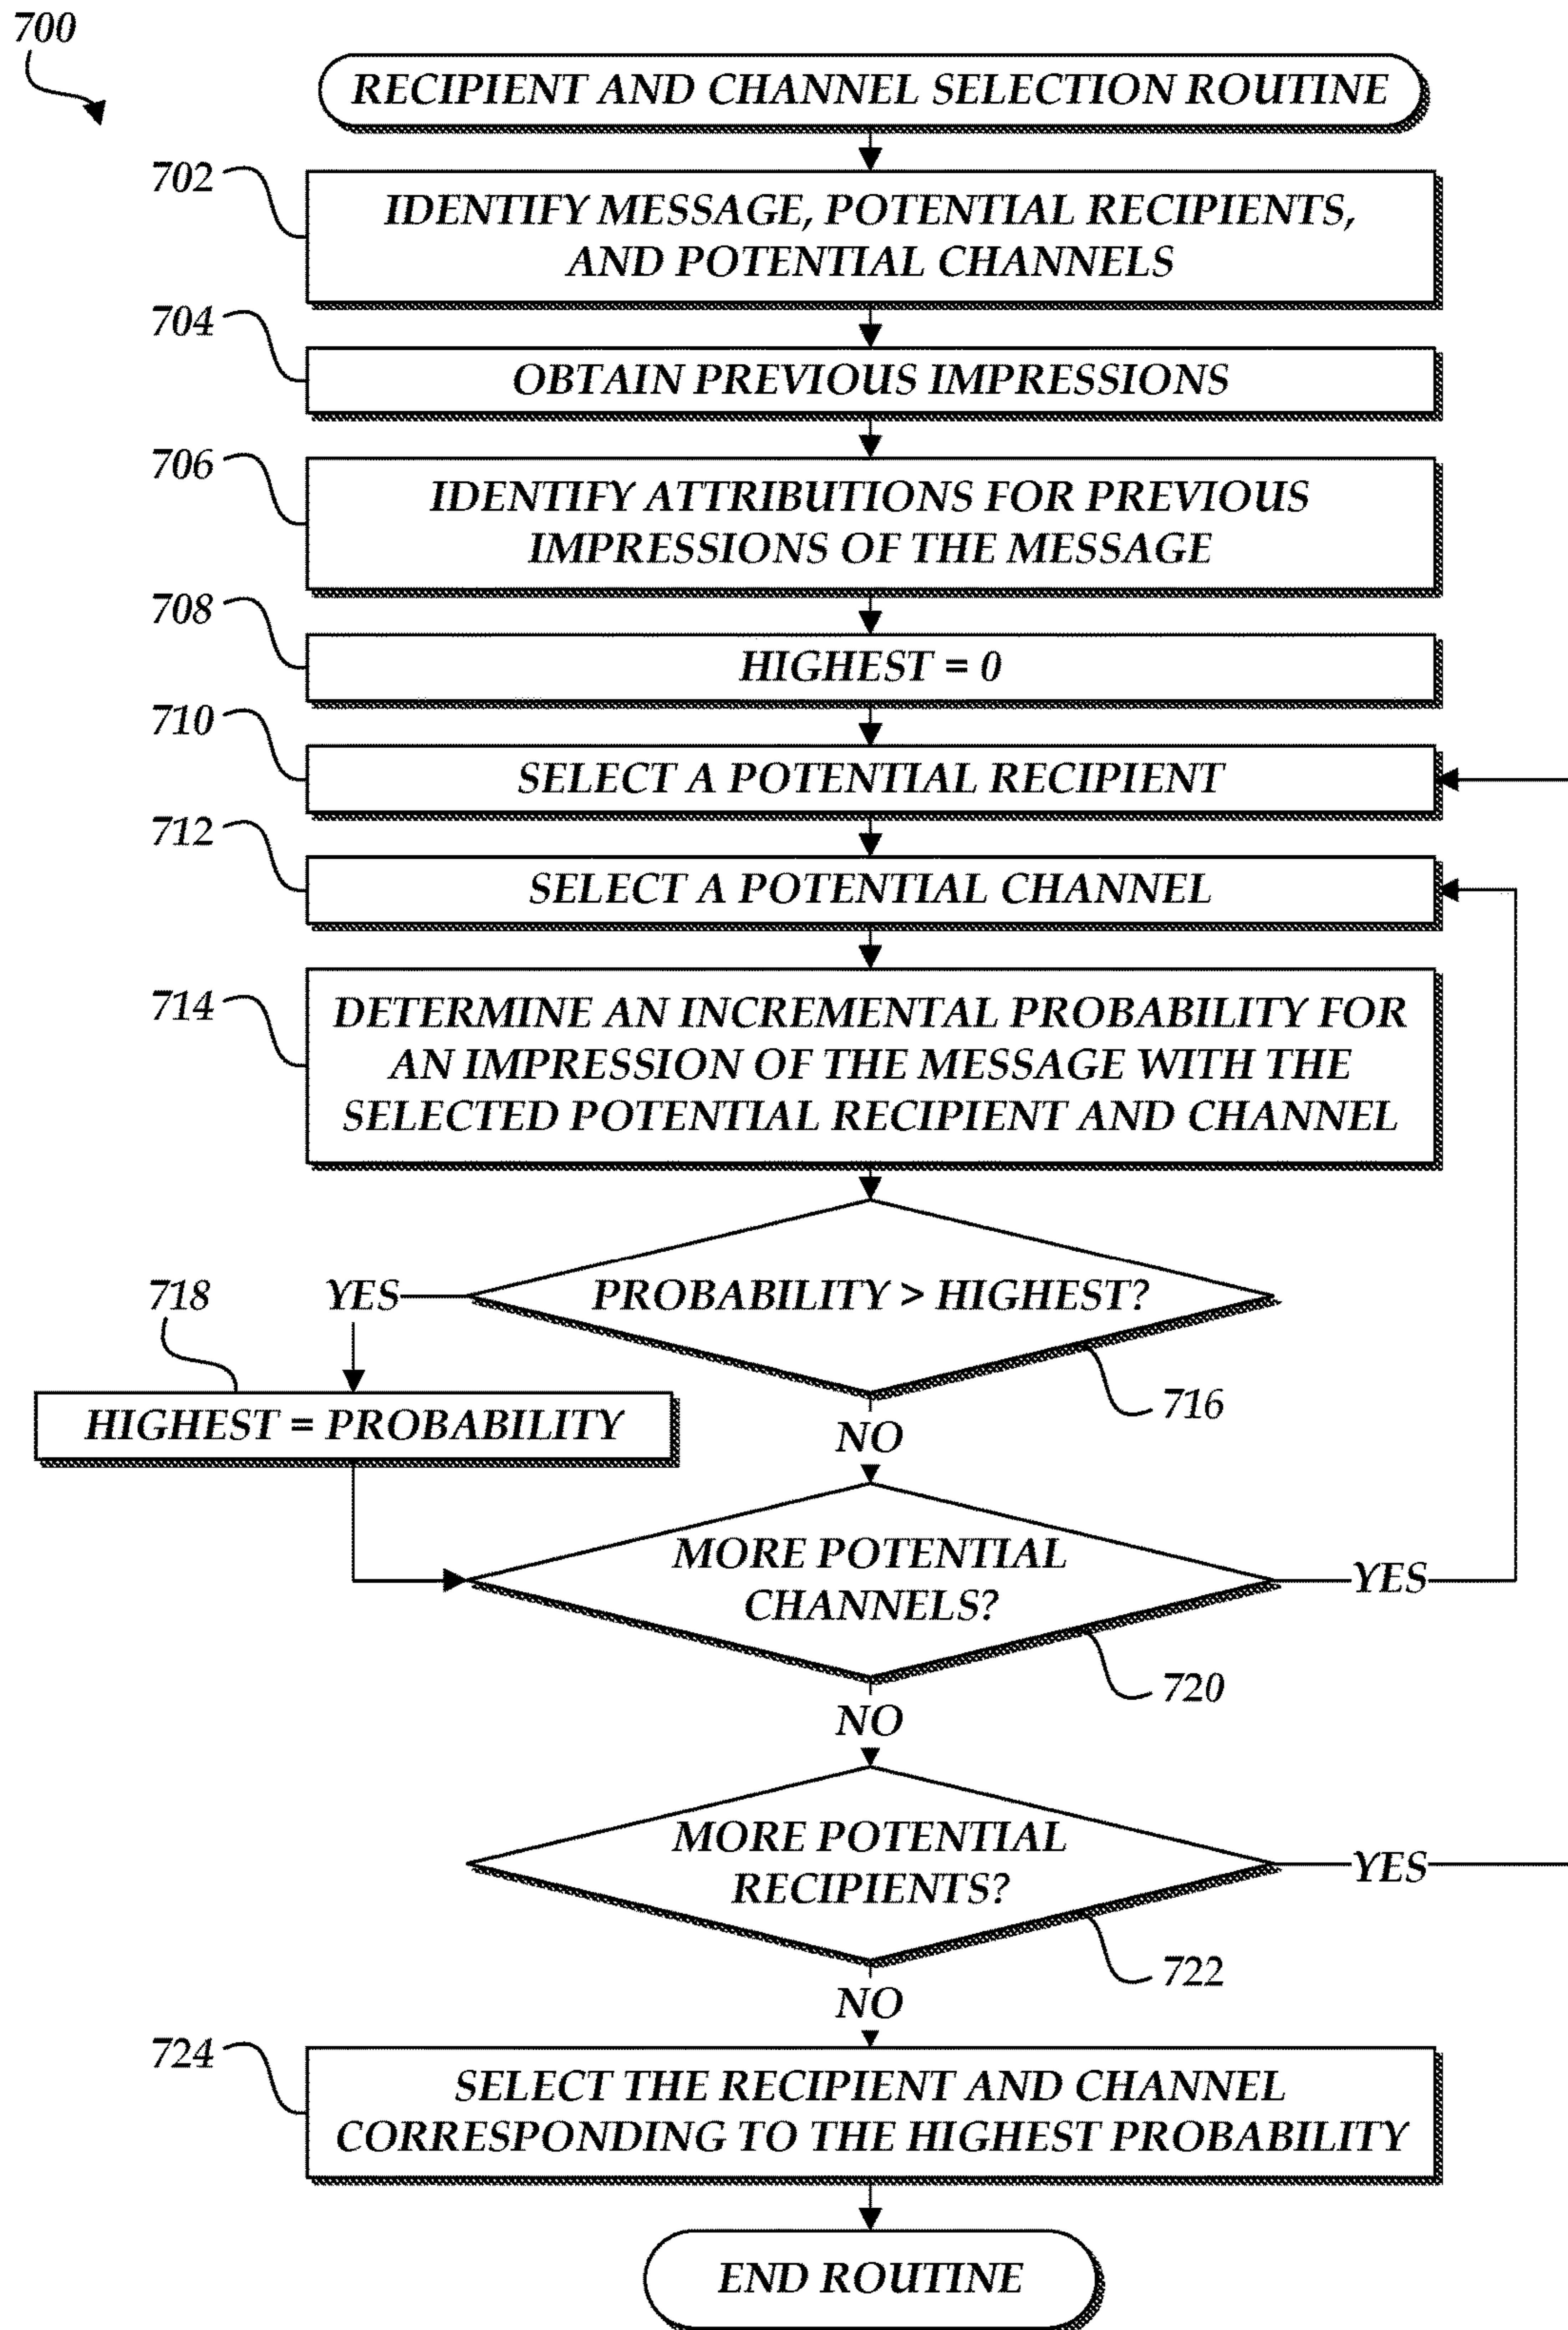 700
RECIPIENT AND CHANNEL SELECTION ROUTINE
702
IDENTIFY MESSAGE, POTENTIAL RECIPIENTS,
AND POTENTIAL CHANNELS
704
OBTAIN PREVIOUS IMPRESSIONS
706
IDENTIFY ATTRIBUTIONS FOR PREVIOUS
IMPRESSIONS OF THE MESSAGE
708
HIGHEST = 0
710
SELECT A POTENTIAL RECIPIENT
712
SELECT A POTENTIAL CHANNEL
714
DETERMINE AN INCREMENTAL PROBABILITY FOR
AN IMPRESSION OF THE MESSAGE WITH THE
SELECTED POTENTIAL RECIPIENT AND CHANNEL
718
YES
PROBABILITY > HIGHEST?
716
HIGHEST = PROBABILITY
NO
MORE POTENTIAL
CHANNELS?
YES
720
NO
MORE POTENTIAL
RECIPIENTS?
YES
722
NO
724
SELECT THE RECIPIENT AND CHANNEL
CORRESPONDING TO THE HIGHEST PROBABILITY
END ROUTINE